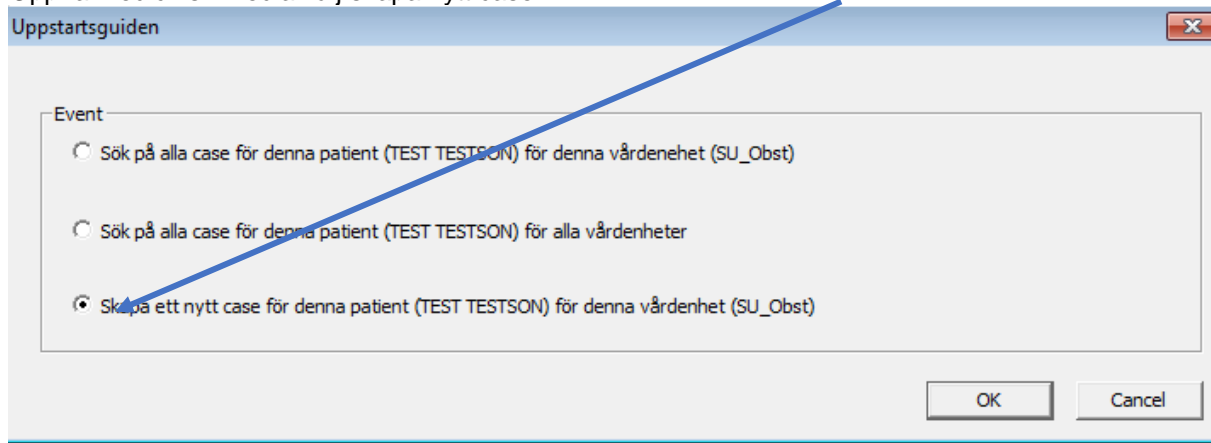 Uppstartsguiden
Event
Sök på alla case för denna patient (TEST TESTSON) för denna vårdenehet (SU_Obst)
Sök på alla case för denna patient (TEST TESTSON) för alla vårdenheter
Skapa ett nytt case för denna patient (TEST TESTSON) för denna vårdenhet (SU_Obst)
OK Cancel